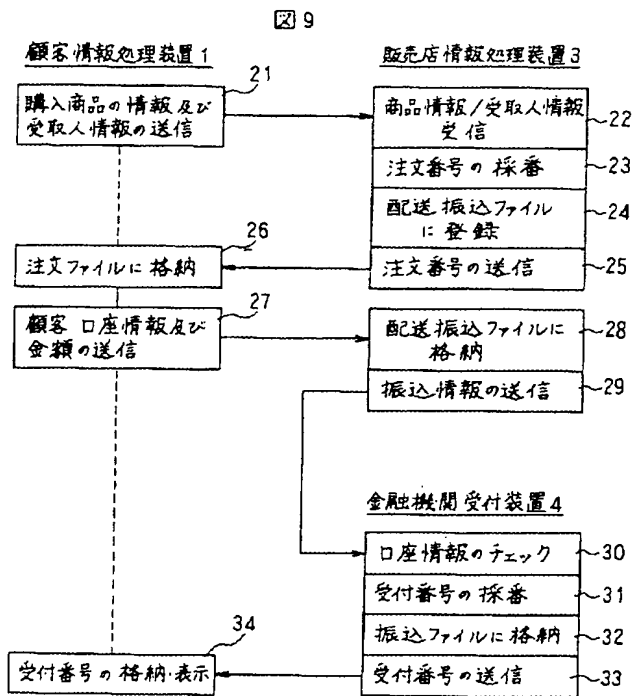 図9
顧客情報処理装置1
販売店情報処理装置3
21
購入商品の情報及び
受取人情報の送信
商品情報/受取人情報
受信
22
注文番号の採番
23
配送振込ファイル
に登録
24
26
注文ファイルに格納
注文番号の送信
25
27
顧客口座情報及び
金額の送信
配送振込ファイルに
格納
28
振込情報の送信
29
金融機関受付装置4
口座情報のチェック
30
受付番号の採番
31
振込ファイルに格納
32
34
受付番号の格納・表示
受付番号の送信
33